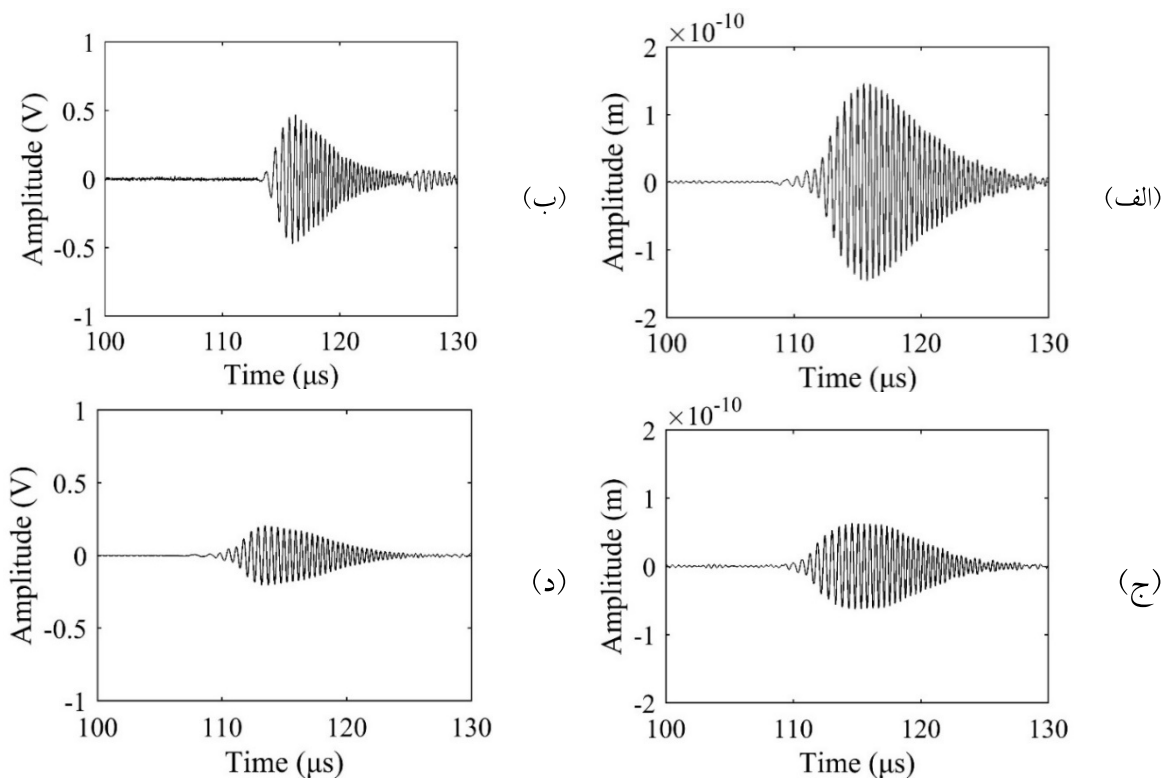 (الف)
×10-10
Amplitude (m)
2
1
0
-1
-2
100 110 120 130
Time (μs)
(ب)
Amplitude (V)
1
0.5
0
-0.5
-1
100 110 120 130
Time (μs)
(ج)
×10-10
Amplitude (m)
2
1
0
-1
-2
100 110 120 130
Time (μs)
(د)
Amplitude (V)
1
0.5
0
-0.5
-1
100 110 120 130
Time (μs)